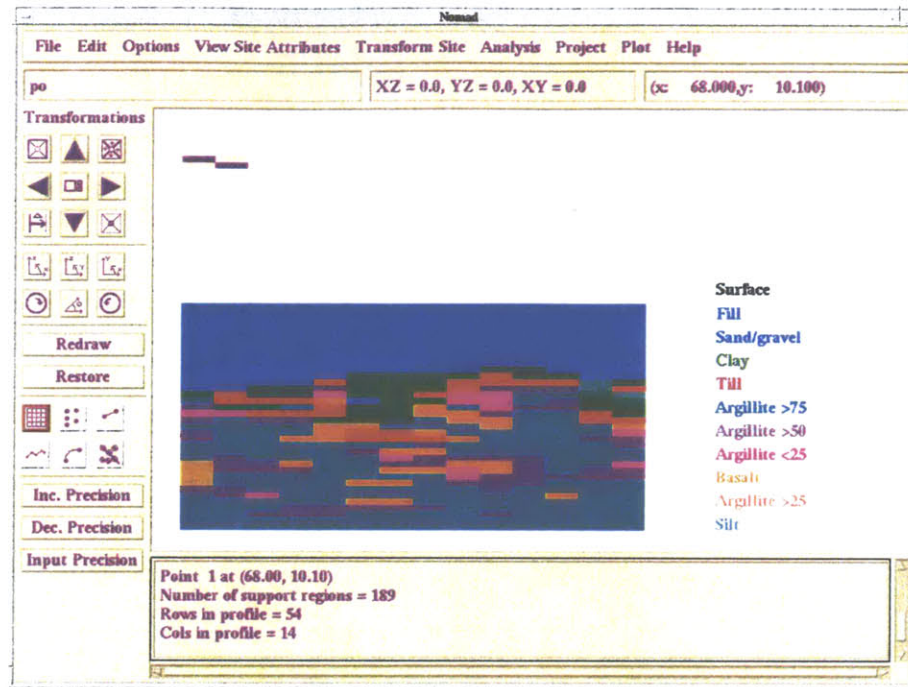 Nomad
File Edit Options View Site Attributes Transform Site Analysis Project Plot Help
po XZ = 0.0, YZ = 0.0, XY = 0.0 (x: 68.000,y: 10.100)
Transformations
Redraw
Restore
Inc. Precision
Dec. Precision
Input Precision
Surface
Fill
Sand/gravel
Clay
Till
Argillite >75
Argillite >50
Argillite <25
Basalt
Argillite >25
Silt
Point 1 at (68.00, 10.10)
Number of support regions = 189
Rows in profile = 54
Cols in profile = 14